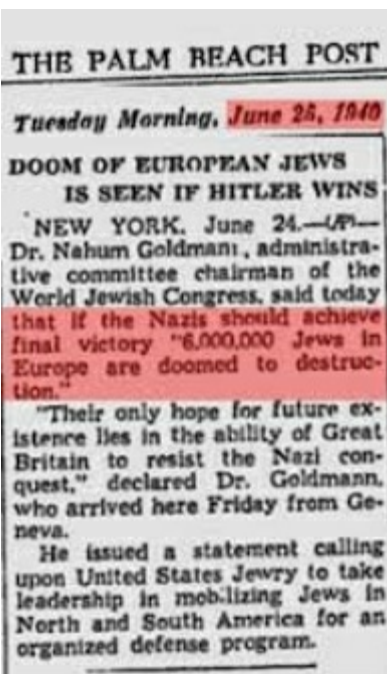 THE PALM BEACH POST
Tuesday Morning, June 25, 1940
DOOM OF EUROPEAN JEWS
IS SEEN IF HITLER WINS
NEW YORK, June 24.—(AP)—
Dr. Nahum Goldmann, administra-
tive committee chairman of the
World Jewish Congress, said today
that if the Nazis should achieve
final victory "6,000,000 Jews in
Europe are doomed to destruc-
tion."
"Their only hope for future ex-
istence lies in the ability of Great
Britain to resist the Nazi con-
quest," declared Dr. Goldmann,
who arrived here Friday from Ge-
neva.
He issued a statement calling
upon United States Jewry to take
leadership in mobilizing Jews in
North and South America for an
organized defense program.